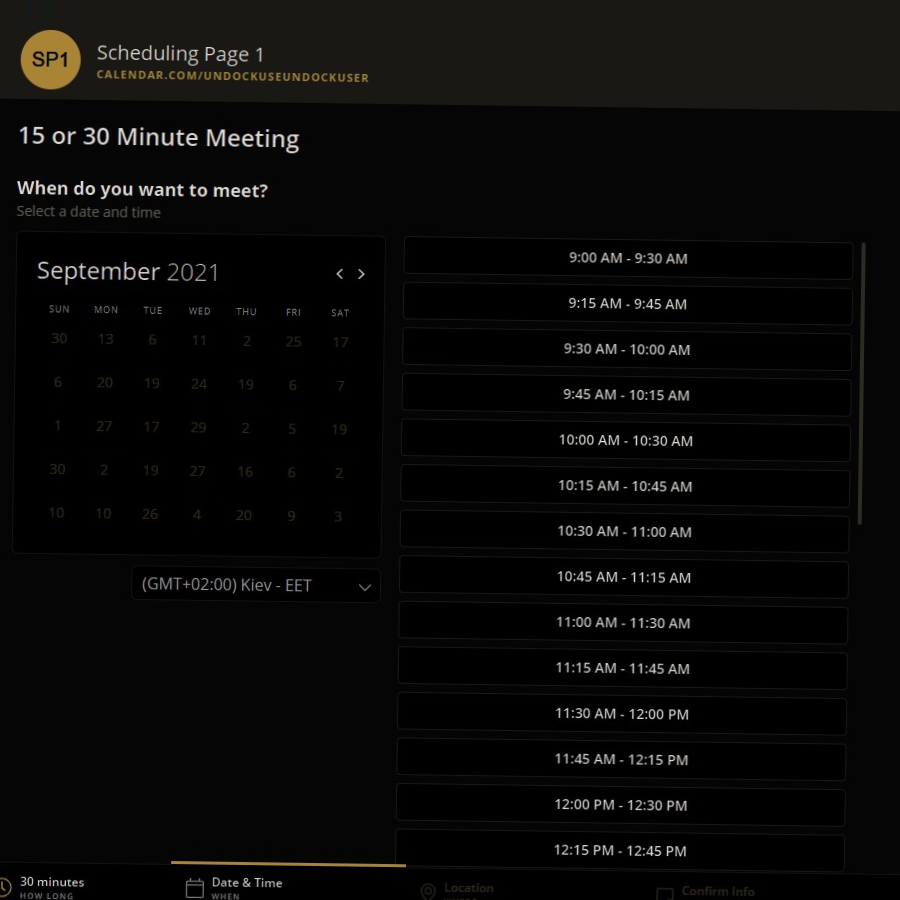 SP1
Scheduling Page 1
CALENDAR.COM/UNDOCKUSEUNDOCKUSER
15 or 30 Minute Meeting
When do you want to meet?
Select a date and time
September 2021
SUN MON TUE WED THU FRI SAT
30 13 6 11 2 25 17
6 20 19 24 19 6 7
1 27 17 29 2 5 19
30 2 19 27 16 6 2
10 10 26 4 20 9 3
(GMT+02:00) Kiev - EET
9:00 AM - 9:30 AM
9:15 AM - 9:45 AM
9:30 AM - 10:00 AM
9:45 AM - 10:15 AM
10:00 AM - 10:30 AM
10:15 AM - 10:45 AM
10:30 AM - 11:00 AM
10:45 AM - 11:15 AM
11:00 AM - 11:30 AM
11:15 AM - 11:45 AM
11:30 AM - 12:00 PM
11:45 AM - 12:15 PM
12:00 PM - 12:30 PM
12:15 PM - 12:45 PM
30 minutes
HOW LONG
Date & Time
WHEN
Location
Confirm Info